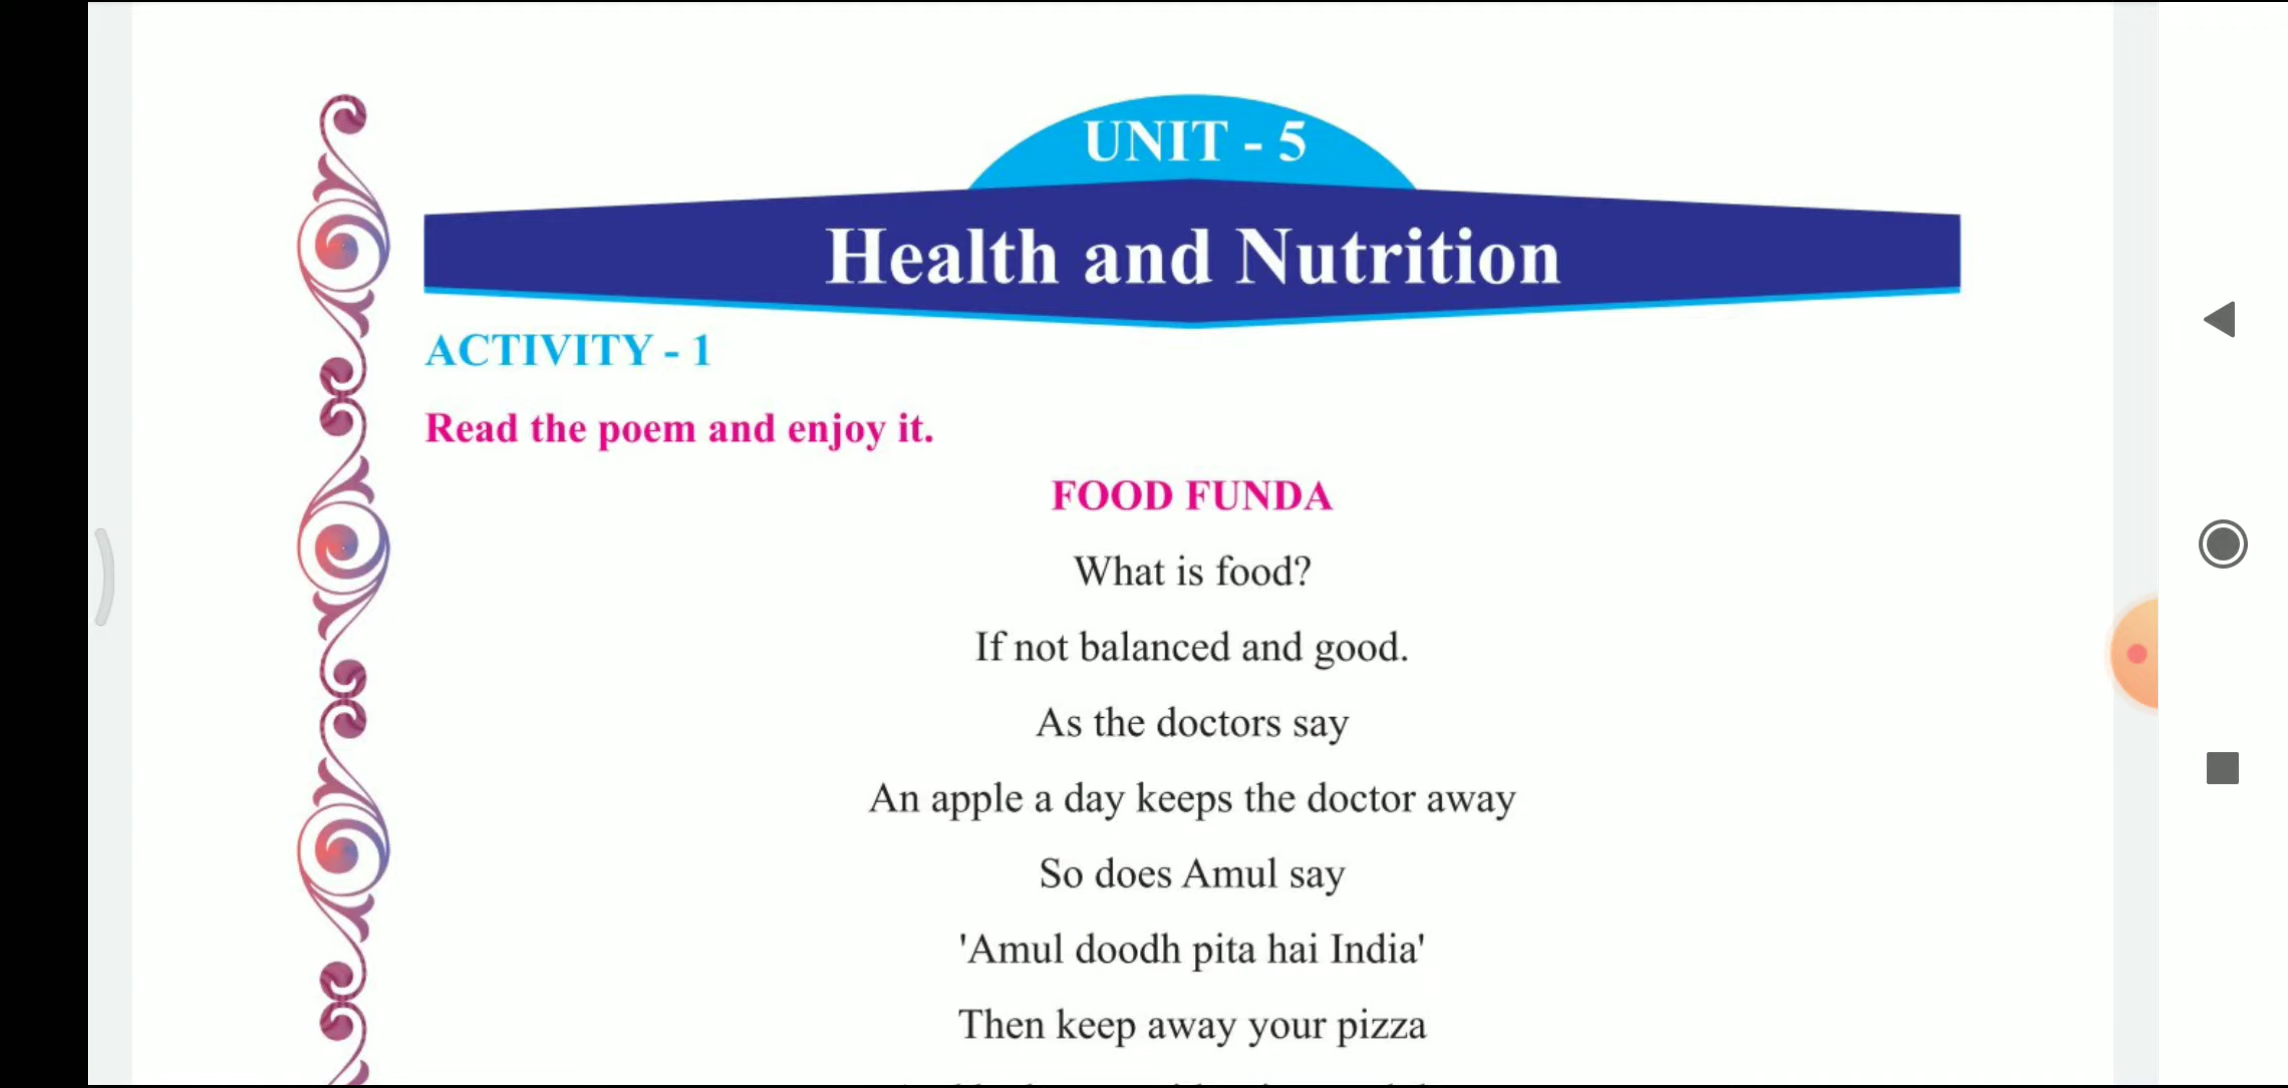 UNIT - 5
Health and Nutrition
ACTIVITY - 1
Read the poem and enjoy it.
FOOD FUNDA
What is food?
If not balanced and good.
As the doctors say
An apple a day keeps the doctor away
So does Amul say
'Amul doodh pita hai India'
Then keep away your pizza